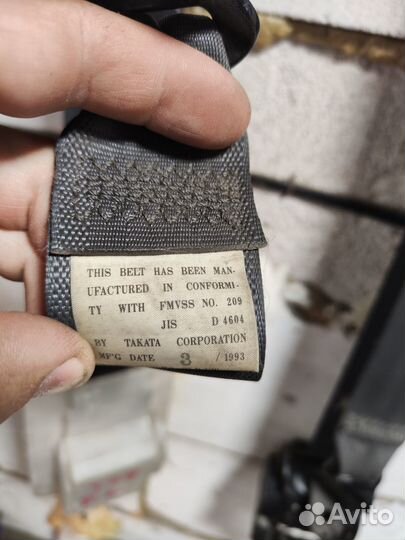 THIS BELT HAS BEEN MAN-
UFACTURED IN CONFORMI-
TY WITH FMVSS NO. 209
JIS D 4604
BY TAKATA CORPORATION
MF'G DATE 3 / 1993
Avito